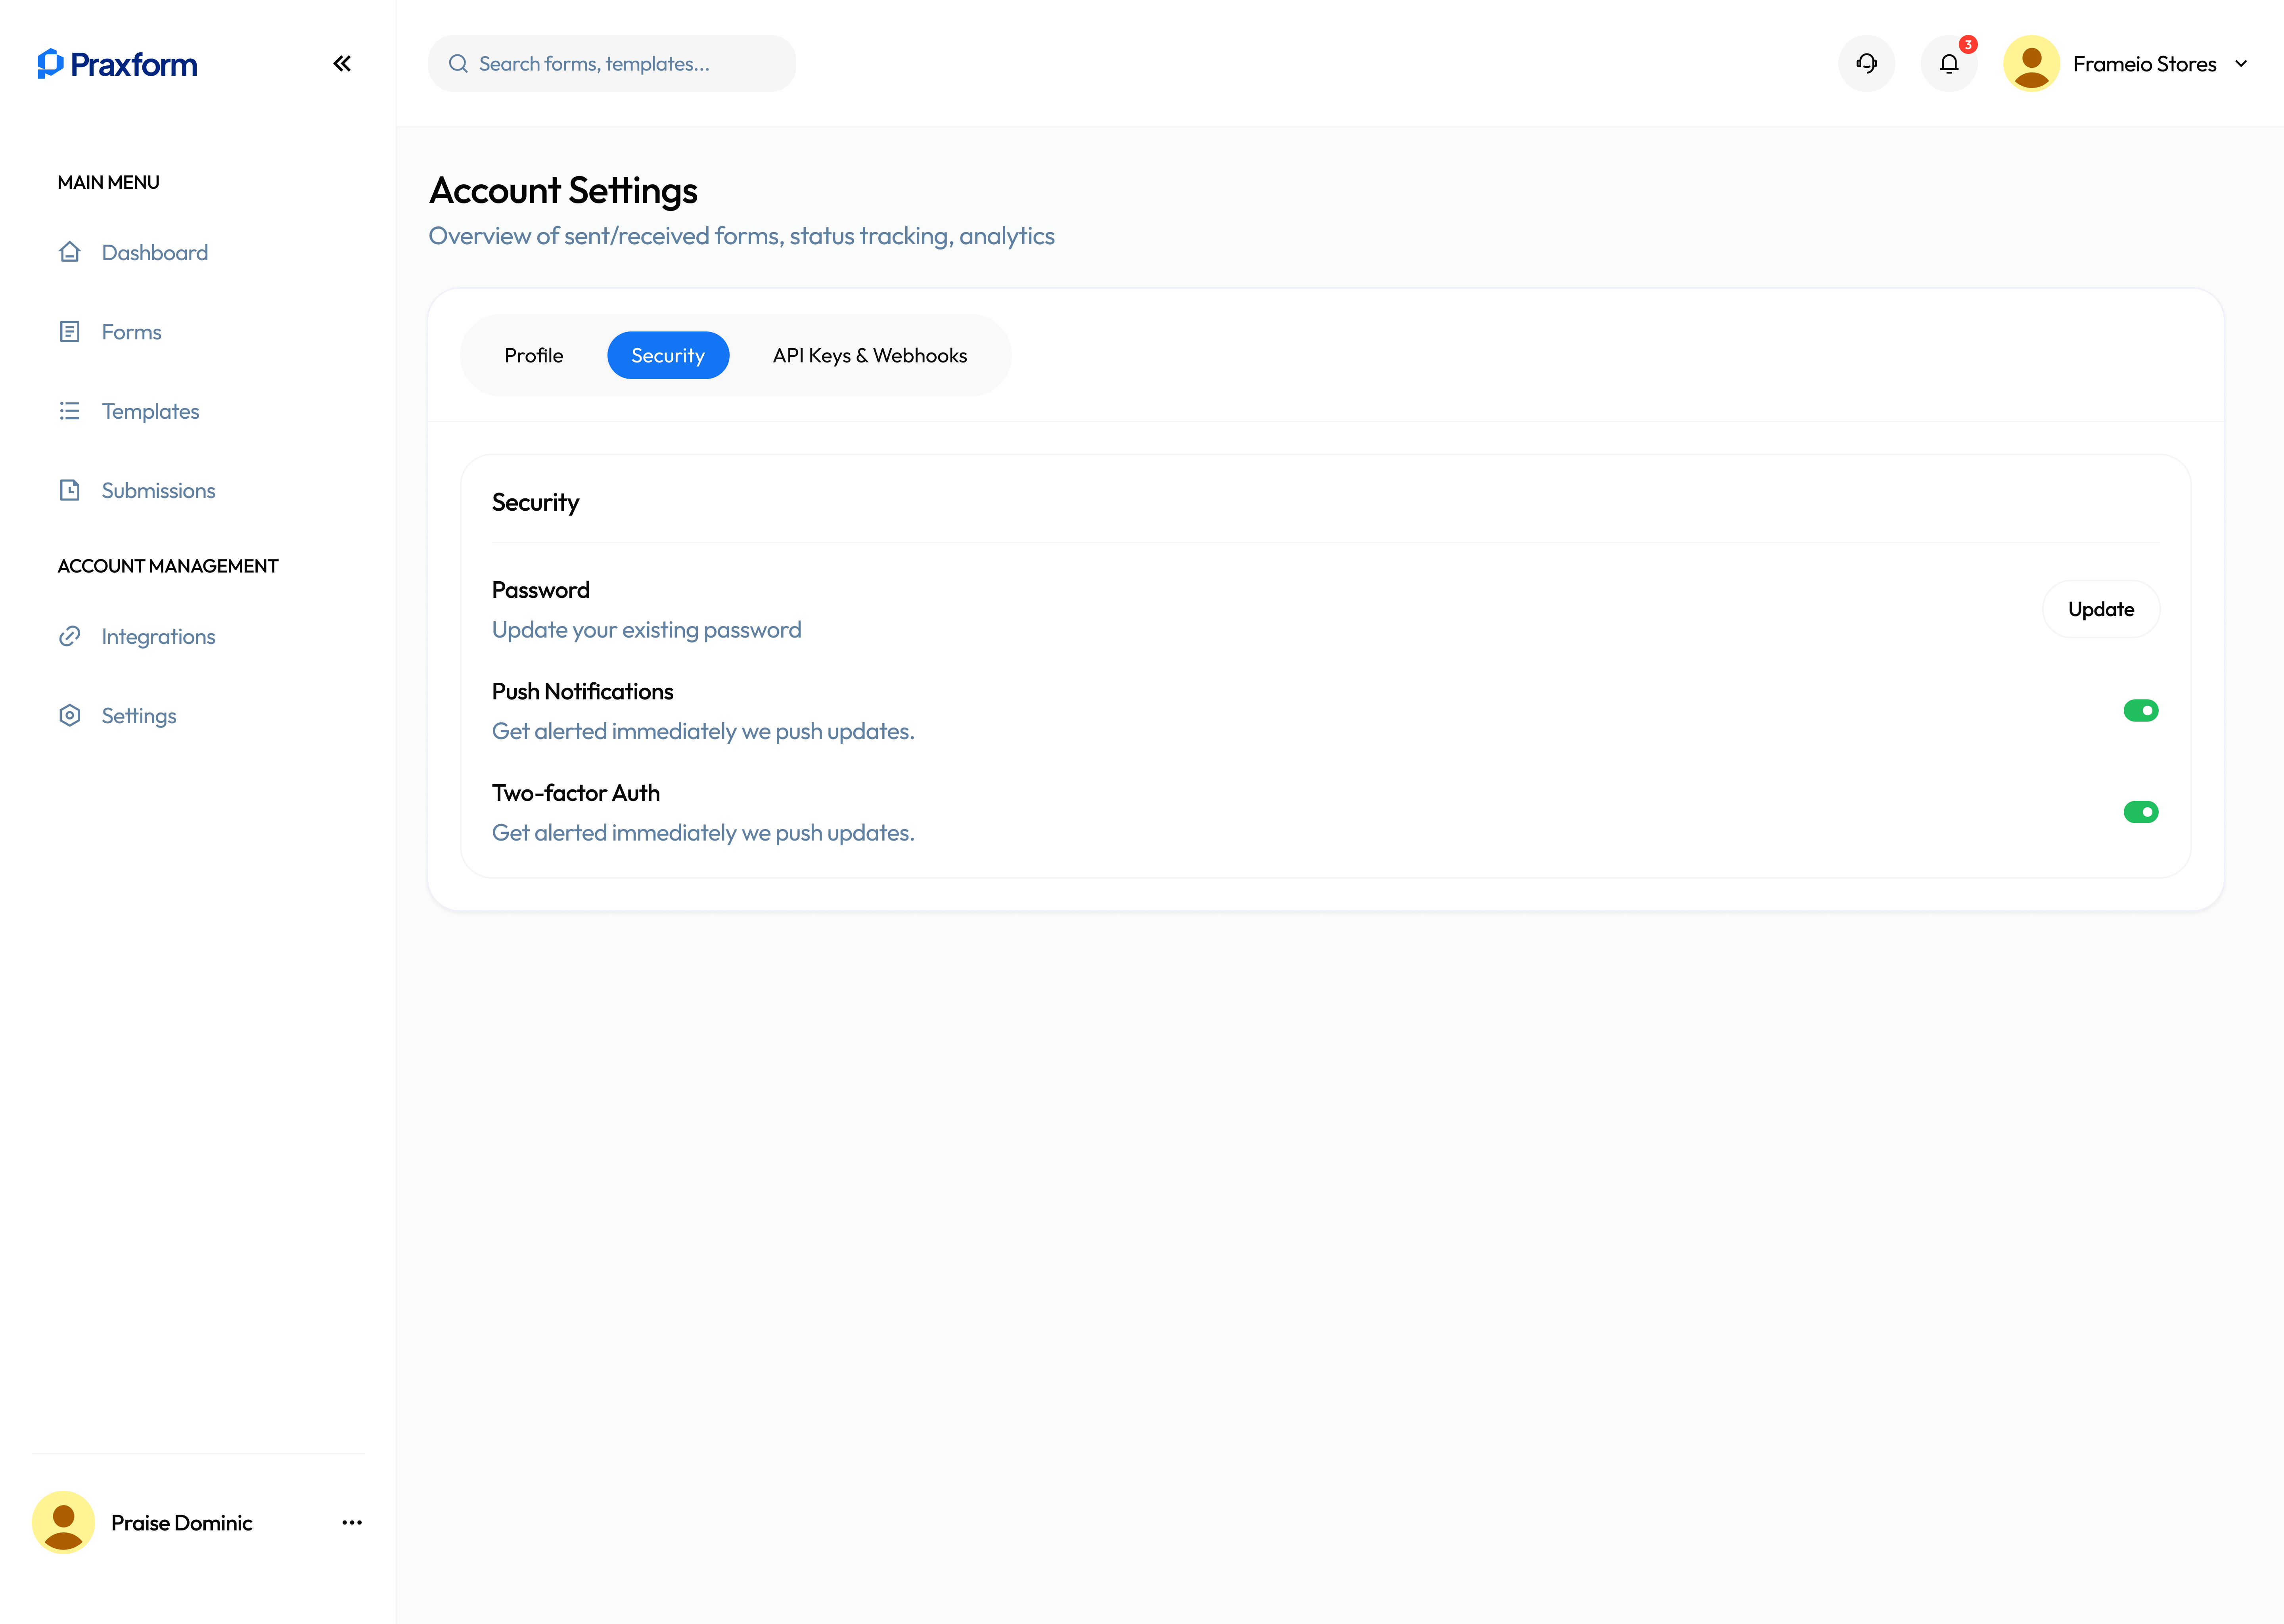 Praxform
Search forms, templates...
3
Frameio Stores
MAIN MENU
Dashboard
Forms
Templates
Submissions
ACCOUNT MANAGEMENT
Integrations
Settings
Praise Dominic
Account Settings
Overview of sent/received forms, status tracking, analytics
Profile
Security
API Keys & Webhooks
Security
Password
Update your existing password
Update
Push Notifications
Get alerted immediately we push updates.
Two-factor Auth
Get alerted immediately we push updates.